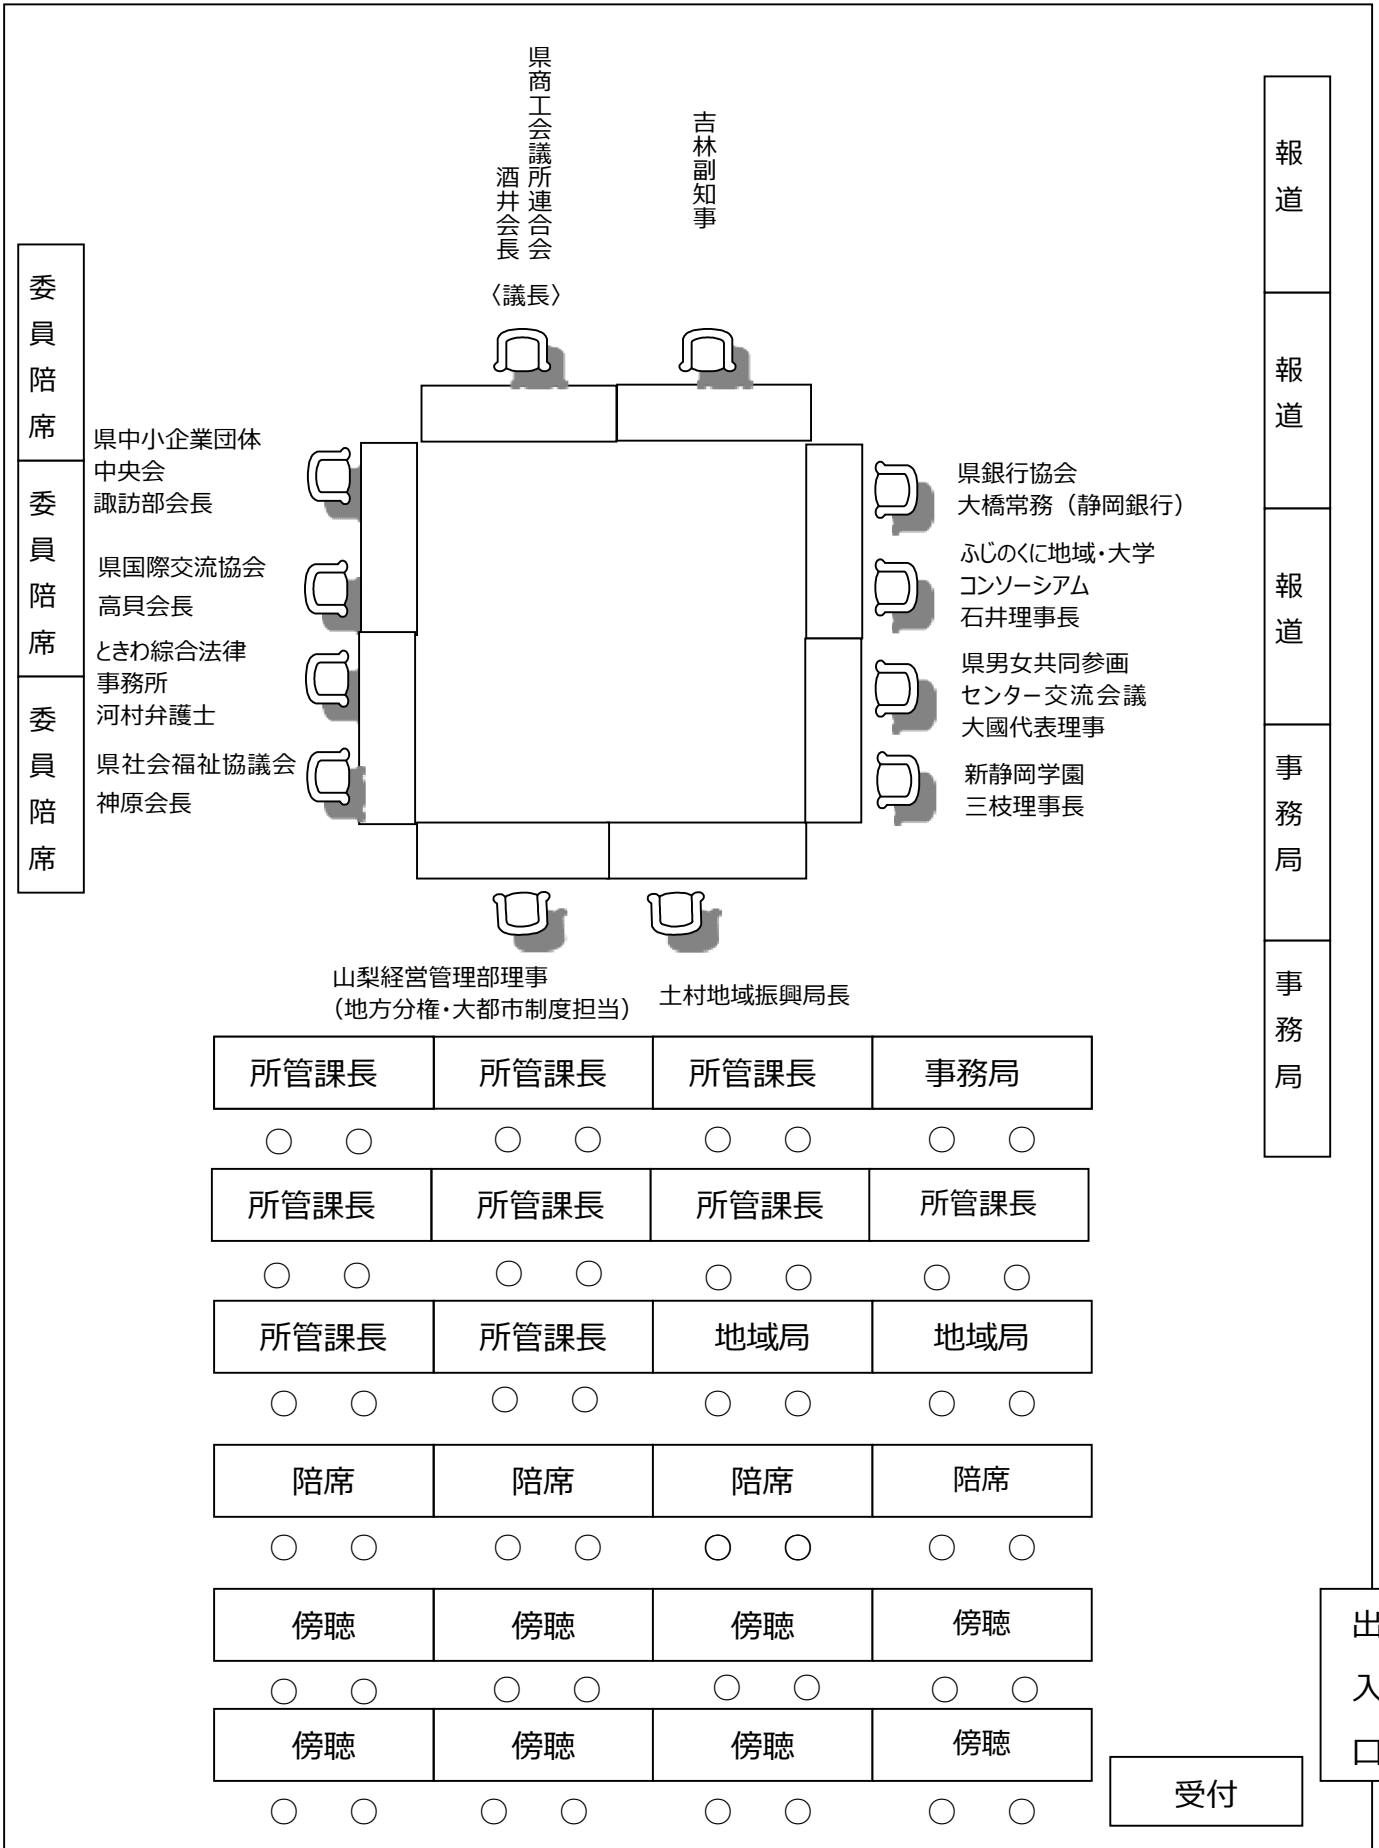 県商工会議所連合会
酒井会長
〈議長〉
吉林副知事
報道
報道
報道
事務局
事務局
委員陪席
委員陪席
委員陪席
県中小企業団体
中央会
諏訪部会長
県国際交流協会
高貝会長
ときわ綜合法律
事務所
河村弁護士
県社会福祉協議会
神原会長
県銀行協会
大橋常務（静岡銀行）
ふじのくに地域・大学
コンソーシアム
石井理事長
県男女共同参画
センター交流会議
大國代表理事
新静岡学園
三枝理事長
山梨経営管理部理事
（地方分権・大都市制度担当）
土村地域振興局長
所管課長 所管課長 所管課長 事務局
○ ○ ○ ○ ○ ○ ○ ○
所管課長 所管課長 所管課長 所管課長
○ ○ ○ ○ ○ ○ ○ ○
所管課長 所管課長 地域局 地域局
○ ○ ○ ○ ○ ○ ○ ○
陪席 陪席 陪席 陪席
○ ○ ○ ○ ○ ○ ○ ○
傍聴 傍聴 傍聴 傍聴
○ ○ ○ ○ ○ ○ ○ ○
傍聴 傍聴 傍聴 傍聴
○ ○ ○ ○ ○ ○ ○ ○
受付
出入口